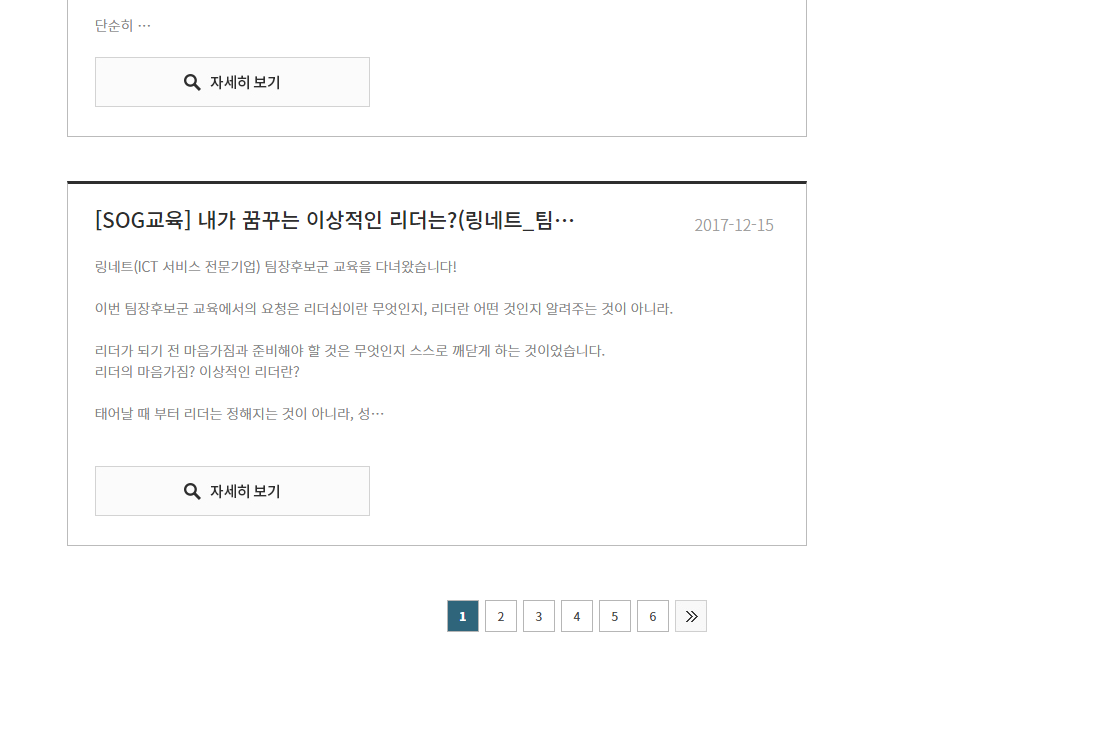 단순히 …
자세히 보기
[SOG교육] 내가 꿈꾸는 이상적인 리더는?(링네트_팀…
2017-12-15
링네트(ICT 서비스 전문기업) 팀장후보군 교육을 다녀왔습니다!
이번 팀장후보군 교육에서의 요청은 리더십이란 무엇인지, 리더란 어떤 것인지 알려주는 것이 아니라.
리더가 되기 전 마음가짐과 준비해야 할 것은 무엇인지 스스로 깨닫게 하는 것이었습니다.
리더의 마음가짐? 이상적인 리더란?
태어날 때 부터 리더는 정해지는 것이 아니라, 성…
자세히 보기
1 2 3 4 5 6